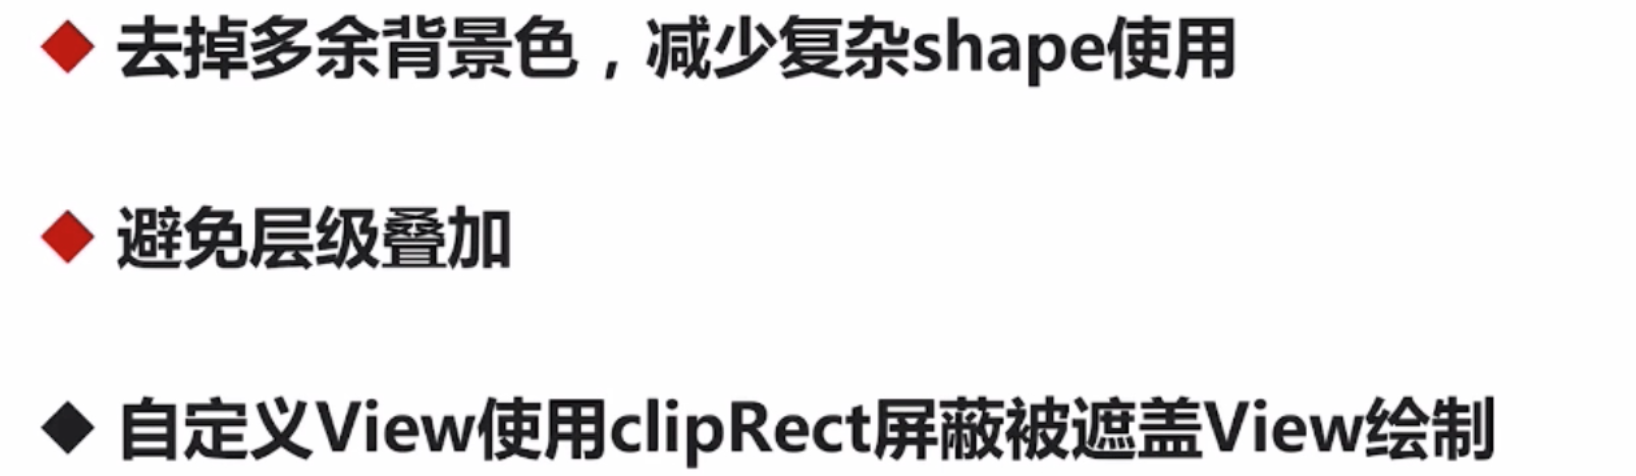 去掉多余背景色，减少复杂shape使用
避免层级叠加
自定义View使用clipRect屏蔽被遮盖View绘制